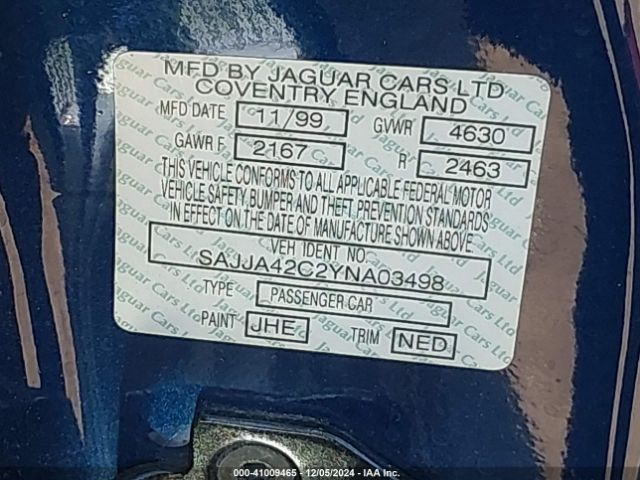 MFD BY JAGUAR CARS LTD
COVENTRY ENGLAND
MFD DATE 11/99 GVWR 4630
GAWR F 2167 R 2463
THIS VEHICLE CONFORMS TO ALL APPLICABLE FEDERAL MOTOR
VEHICLE SAFETY, BUMPER AND THEFT PREVENTION STANDARDS
IN EFFECT ON THE DATE OF MANUFACTURE SHOWN ABOVE
VEH IDENT NO.
SAJJA42C2YNA03498
TYPE PASSENGER CAR
PAINT JHE TRIM NED
000-41009465 - 12/05/2024 - IAA Inc.